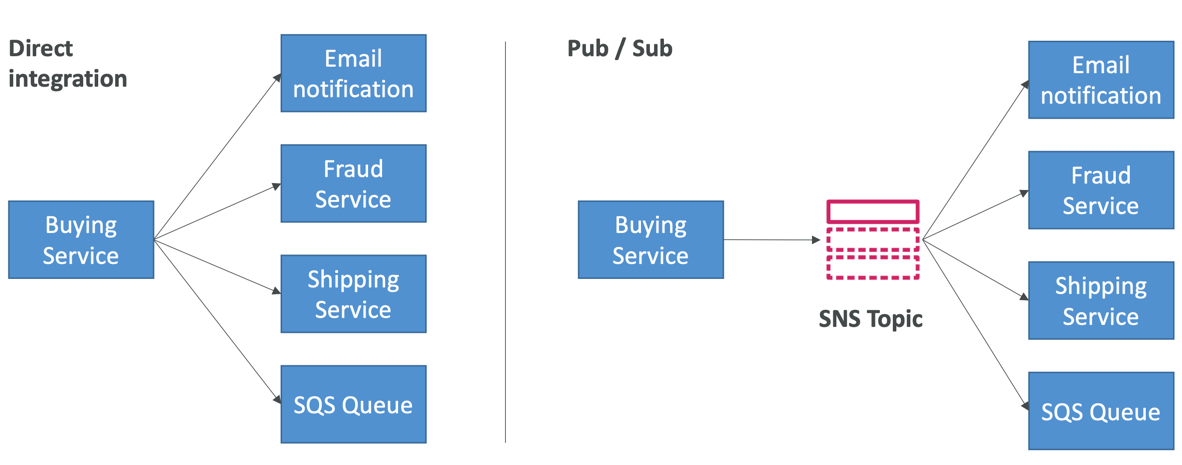 Direct
integration
Email
notification
Fraud
Service
Buying
Service
Shipping
Service
SQS Queue
Pub / Sub
Buying
Service
SNS Topic
Email
notification
Fraud
Service
Shipping
Service
SQS Queue